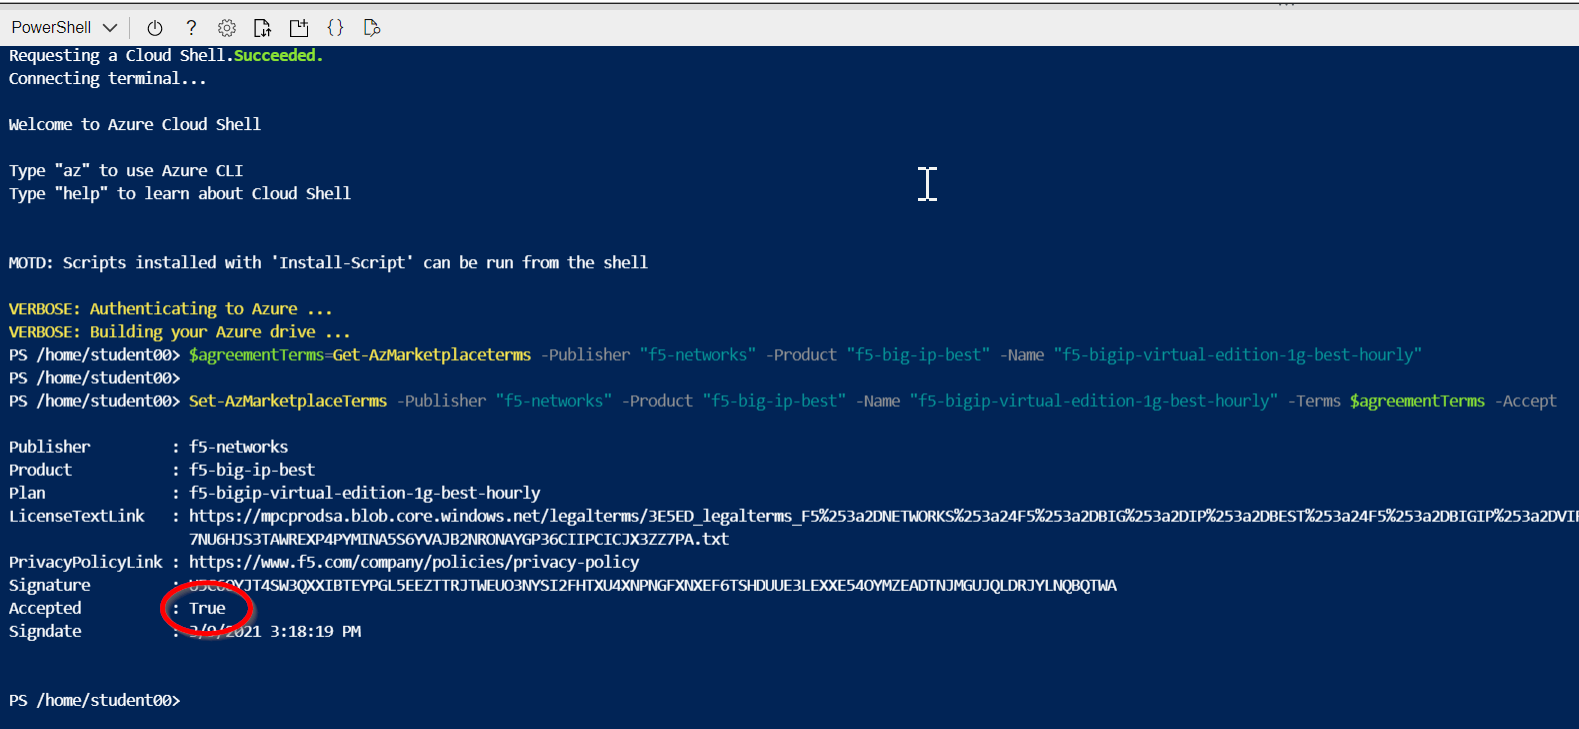 PowerShell
Requesting a Cloud Shell.Succeeded.
Connecting terminal...
Welcome to Azure Cloud Shell
Type "az" to use Azure CLI
Type "help" to learn about Cloud Shell
MOTD: Scripts installed with 'Install-Script' can be run from the shell
VERBOSE: Authenticating to Azure ...
VERBOSE: Building your Azure drive ...
PS /home/student00> $agreementTerms=Get-AzMarketplaceterms -Publisher "f5-networks" -Product "f5-big-ip-best" -Name "f5-bigip-virtual-edition-1g-best-hourly"
PS /home/student00>
PS /home/student00> Set-AzMarketplaceTerms -Publisher "f5-networks" -Product "f5-big-ip-best" -Name "f5-bigip-virtual-edition-1g-best-hourly" -Terms $agreementTerms -Accept
Publisher : f5-networks
Product : f5-big-ip-best
Plan : f5-bigip-virtual-edition-1g-best-hourly
LicenseTextLink : https://mpcprodsa.blob.core.windows.net/legalterms/3E5ED_legalterms_F5%253a2DNETWORKS%253a24F5%253a2DBIG%253a2DIP%253a2DBEST%253a24F5%253a2DBIGIP%253a2DVI
7NU6HJS3TAWREXP4PYMINA5S6YVAJB2NRONAYGP36CIIPCICJX3ZZ7PA.txt
PrivacyPolicyLink : https://www.f5.com/company/policies/privacy-policy
Signature :
Accepted : True
Signdate : 3/9/2021 3:18:19 PM
PS /home/student00>